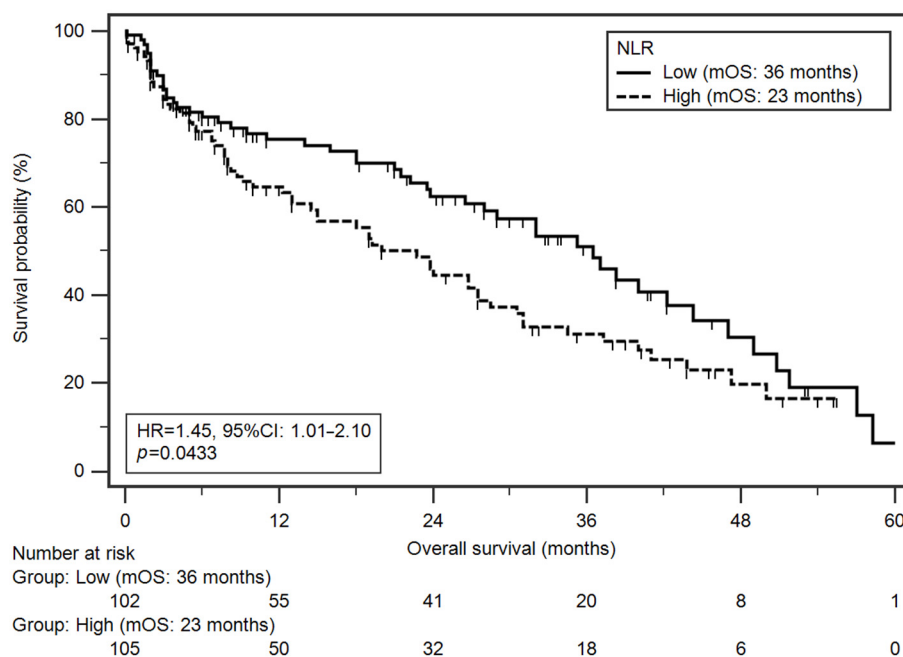 Survival probability (%)
100
80
60
40
20
0
NLR
Low (mOS: 36 months)
High (mOS: 23 months)
HR=1.45, 95%CI: 1.01–2.10
p=0.0433
0 12 24 36 48 60
Overall survival (months)
Number at risk
Group: Low (mOS: 36 months)
102 55 41 20 8 1
Group: High (mOS: 23 months)
105 50 32 18 6 0